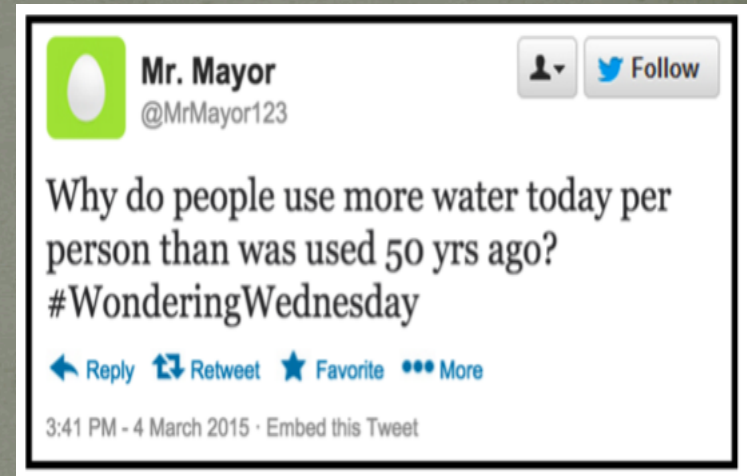 Mr. Mayor
@MrMayor123
Follow
Why do people use more water today per
person than was used 50 yrs ago?
#WonderingWednesday
Reply Retweet Favorite More
3:41 PM - 4 March 2015 · Embed this Tweet